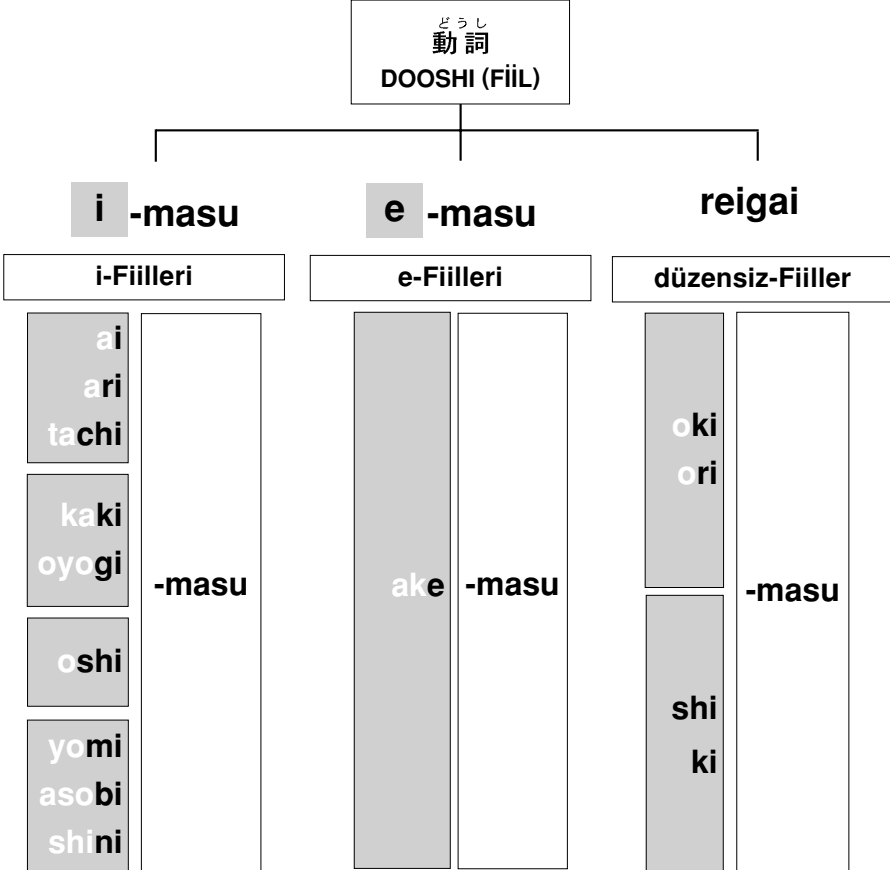 どうし
動詞
DOOSHI (FİİL)
i -masu
e -masu
reigai
i-Fiilleri
e-Fiilleri
düzensiz-Fiiller
ai
ari
tachi
kaki
oyogi
oshi
yomi
asobi
shini
-masu
ake
-masu
oki
ori
shi
ki
-masu